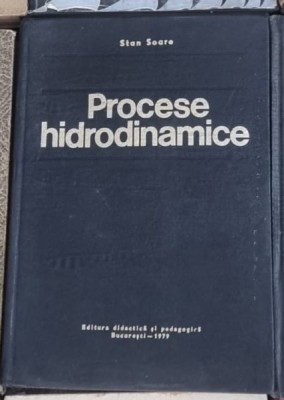 Stan Soare
Procese
hidrodinamice
Editura didactică și pedagogică
București — 1979